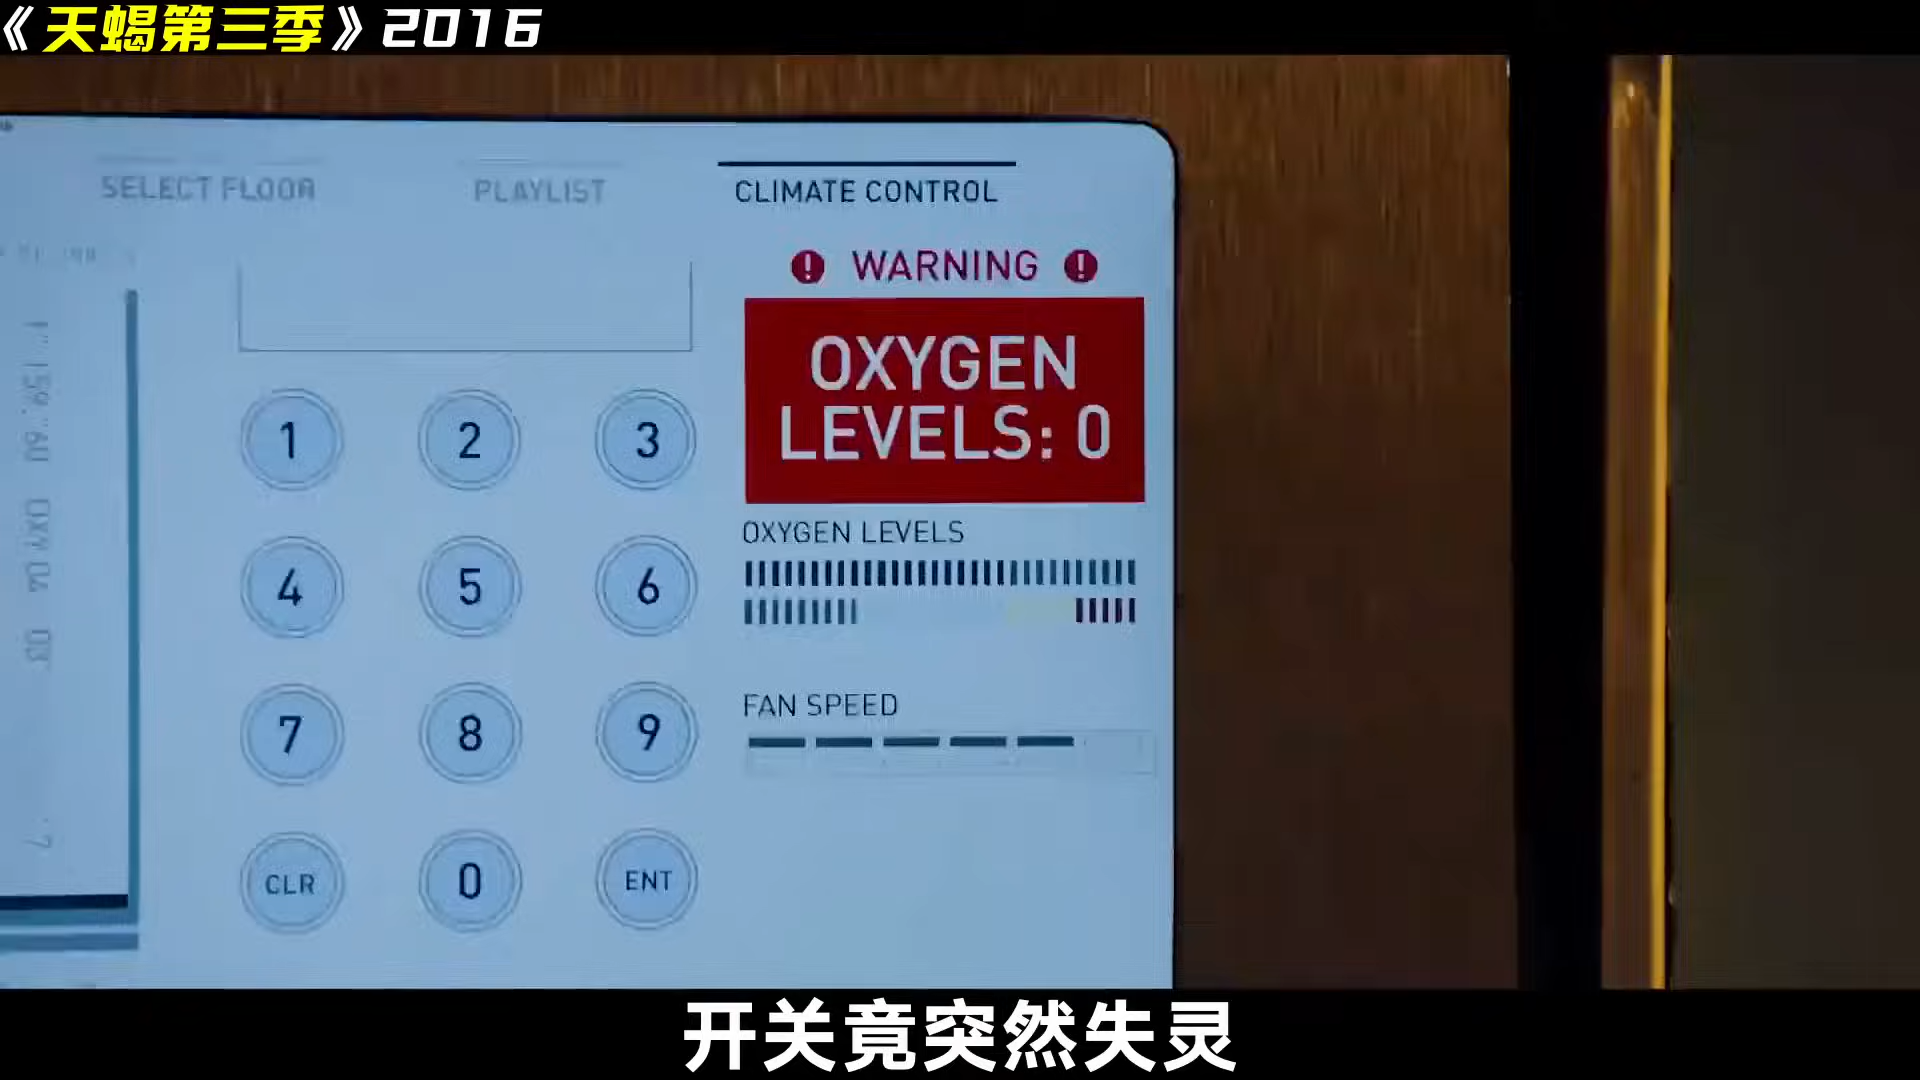 《天蝎第三季》2016
SELECT FLOOR
PLAYLIST
CLIMATE CONTROL
! WARNING !
OXYGEN
LEVELS: 0
1 2 3
OXYGEN LEVELS
4 5 6
FAN SPEED
7 8 9
CLR 0 ENT
开关竟突然失灵